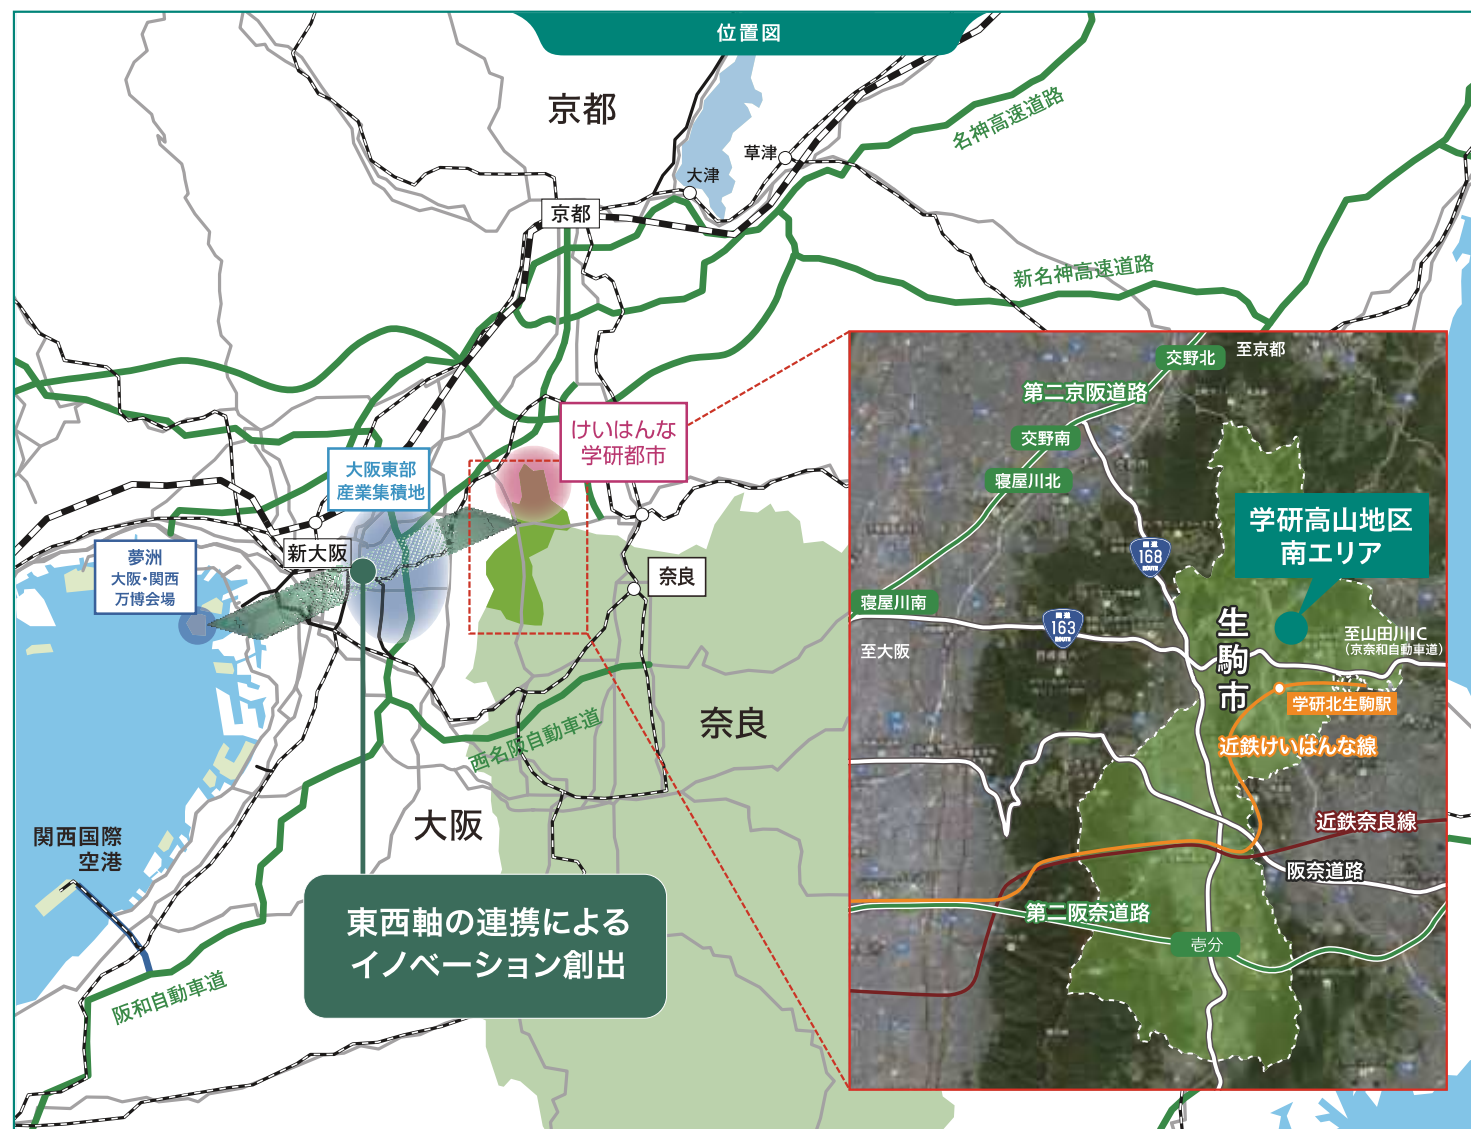 位置図
京都
名神高速道路
草津
大津
京都
新名神高速道路
けいはんな
学研都市
大阪東部
産業集積地
新大阪
夢洲
大阪・関西
万博会場
奈良
奈良
西名阪自動車道
大阪
関西国際
空港
東西軸の連携による
イノベーション創出
阪和自動車道
交野北
至京都
第二京阪道路
交野南
寝屋川北
学研高山地区
南エリア
国道
168
ROUTE
寝屋川南
国道
163
ROUTE
至大阪
生駒市
至山田川IC
(京奈和自動車道)
学研北生駒駅
近鉄けいはんな線
近鉄奈良線
阪奈道路
第二阪奈道路
壱分